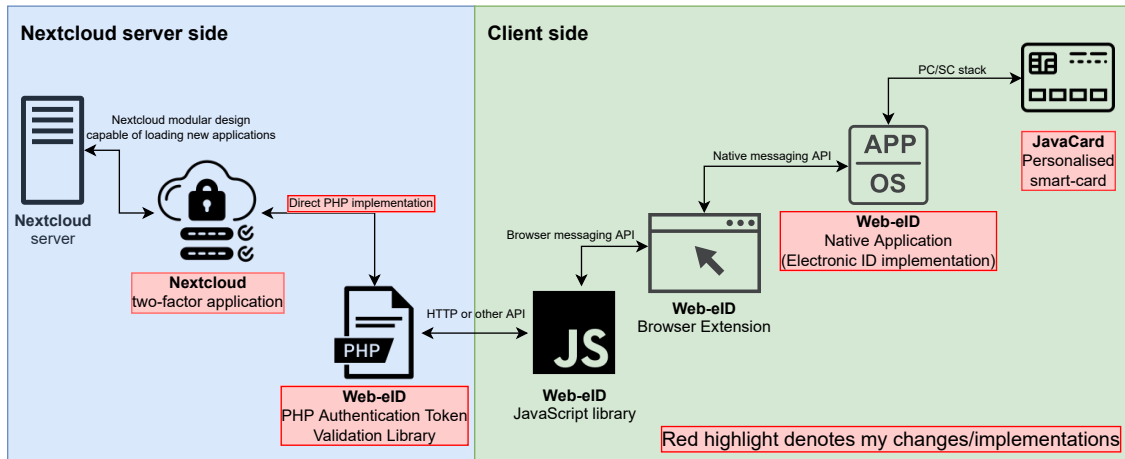 Nextcloud server side
Nextcloud modular design
capable of loading new applications
Nextcloud
server
Direct PHP implementation
Nextcloud
two-factor application
PHP
Web-eID
PHP Authentication Token
Validation Library
HTTP or other API
Client side
JS
Web-eID
JavaScript library
Browser messaging API
Web-eID
Browser Extension
Native messaging API
APP
OS
Web-eID
Native Application
(Electronic ID implementation)
PC/SC stack
JavaCard
Personalised
smart-card
Red highlight denotes my changes/implementations